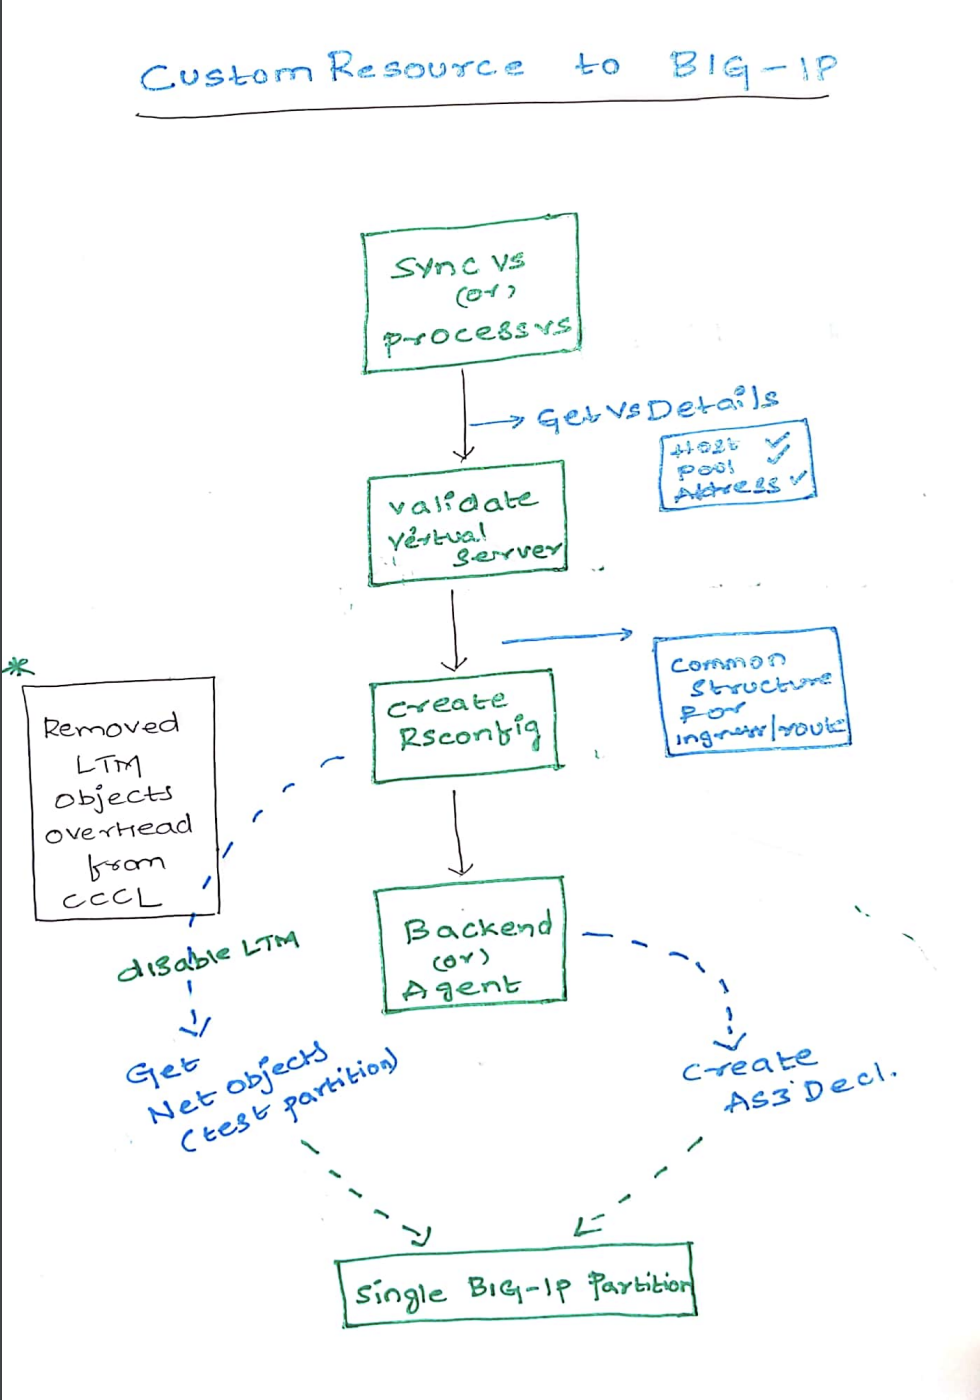 Custom Resource to BIG-IP
Sync VS
(or)
processvs
Get Vs Details
Host
Pool
Address
validate
virtual
server
*
Removed
LTM
objects
overhead
from
CCCL
create
Rsconfig
Common
Structure
For
ingress/route
Backend
(or)
Agent
disable LTM
Get
Net objects
(test partition)
create
AS3 Decl.
Single BIG-IP Partition